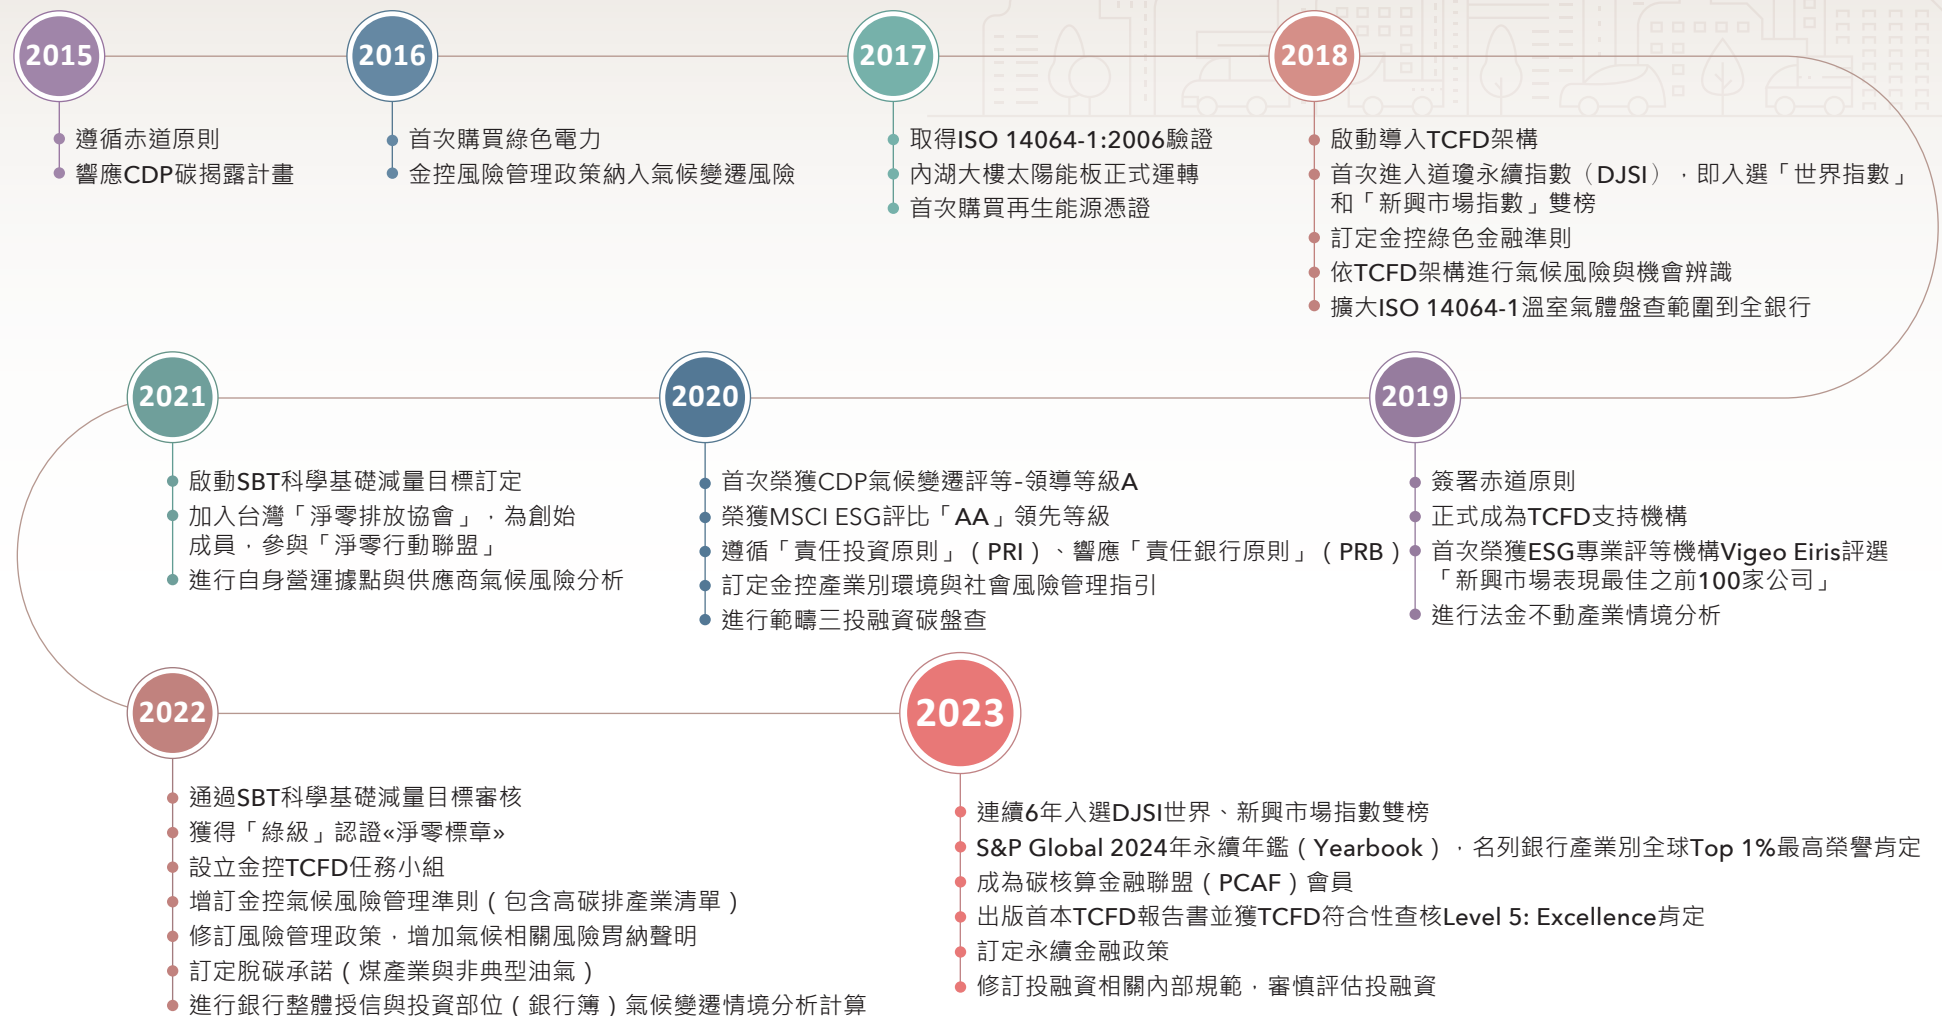 2015
遵循赤道原則
響應CDP碳揭露計畫
2016
首次購買綠色電力
金控風險管理政策納入氣候變遷風險
2017
取得ISO 14064-1:2006驗證
內湖大樓太陽能板正式運轉
首次購買再生能源憑證
2018
啟動導入TCFD架構
首次進入道瓊永續指數（DJSI），即入選「世界指數」
和「新興市場指數」雙榜
訂定金控綠色金融準則
依TCFD架構進行氣候風險與機會辨識
擴大ISO 14064-1溫室氣體盤查範圍到全銀行
2019
簽署赤道原則
正式成為TCFD支持機構
首次榮獲ESG專業評等機構Vigeo Eiris評選
「新興市場表現最佳之前100家公司」
進行法金不動產業情境分析
2020
首次榮獲CDP氣候變遷評等-領導等級A
榮獲MSCI ESG評比「AA」領先等級
遵循「責任投資原則」（PRI）、響應「責任銀行原則」（PRB）
訂定金控產業別環境與社會風險管理指引
進行範疇三投融資碳盤查
2021
啟動SBT科學基礎減量目標訂定
加入台灣「淨零排放協會」，為創始
成員，參與「淨零行動聯盟」
進行自身營運據點與供應商氣候風險分析
2022
通過SBT科學基礎減量目標審核
獲得「綠級」認證«淨零標章»
設立金控TCFD任務小組
增訂金控氣候風險管理準則（包含高碳排產業清單）
修訂風險管理政策，增加氣候相關風險胃納聲明
訂定脫碳承諾（煤產業與非典型油氣）
進行銀行整體授信與投資部位（銀行簿）氣候變遷情境分析計算
2023
連續6年入選DJSI世界、新興市場指數雙榜
S&P Global 2024年永續年鑑（Yearbook），名列銀行產業別全球Top 1%最高榮譽肯定
成為碳核算金融聯盟（PCAF）會員
出版首本TCFD報告書並獲TCFD符合性查核Level 5: Excellence肯定
訂定永續金融政策
修訂投融資相關內部規範，審慎評估投融資